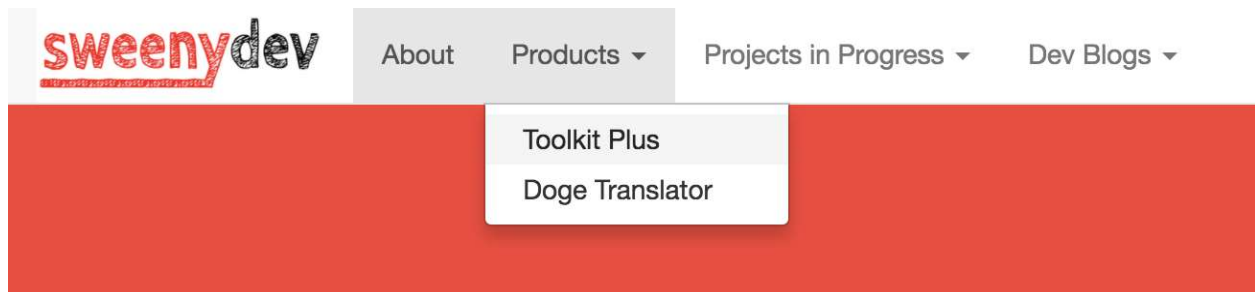 sweenydev About Products Projects in Progress Dev Blogs
Toolkit Plus
Doge Translator